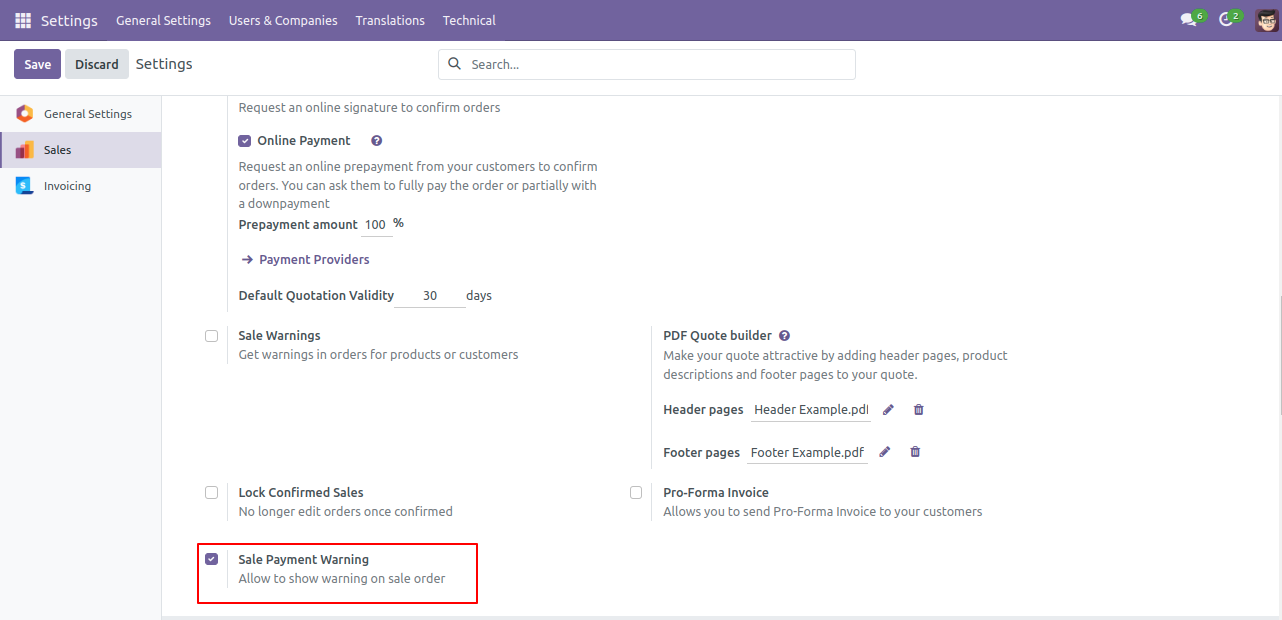 Settings General Settings Users & Companies Translations Technical 6 2
Save Discard Settings Search...
General Settings
Sales
Invoicing
Request an online signature to confirm orders
Online Payment ?
Request an online prepayment from your customers to confirm
orders. You can ask them to fully pay the order or partially with
a downpayment
Prepayment amount 100 %
→ Payment Providers
Default Quotation Validity 30 days
Sale Warnings
Get warnings in orders for products or customers
PDF Quote builder ?
Make your quote attractive by adding header pages, product
descriptions and footer pages to your quote.
Header pages Header Example.pdf
Footer pages Footer Example.pdf
Lock Confirmed Sales
No longer edit orders once confirmed
Pro-Forma Invoice
Allows you to send Pro-Forma Invoice to your customers
Sale Payment Warning
Allow to show warning on sale order